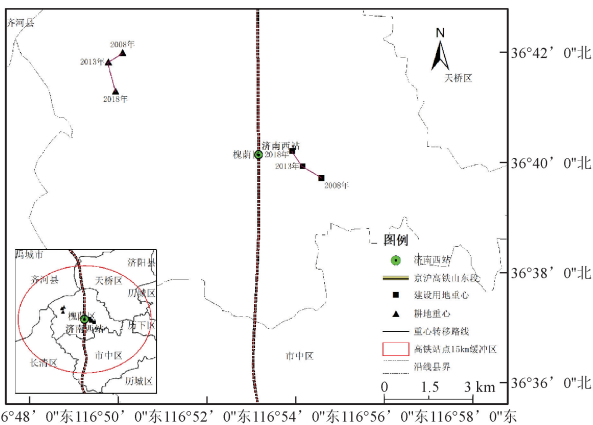 齐河县
N
天桥区
2008年
2013年
2018年
济南西站
槐荫区
2018年
2013年
2008年
市中区
36°42′0"北
36°40′0"北
36°38′0"北
36°36′0"北
图例
济南西站
京沪高铁山东段
建设用地重心
耕地重心
重心转移路线
高铁站点15km缓冲区
沿线县界
0 1.5 3 km
禹城市
济阳县
齐河县
天桥区
历城区
槐荫区
历下区
济南西站
市中区
长清区
历城区
6°48′ 0"东116°50′ 0"东116°52′ 0"东116°54′ 0"东116°56′ 0"东116°58′ 0"东